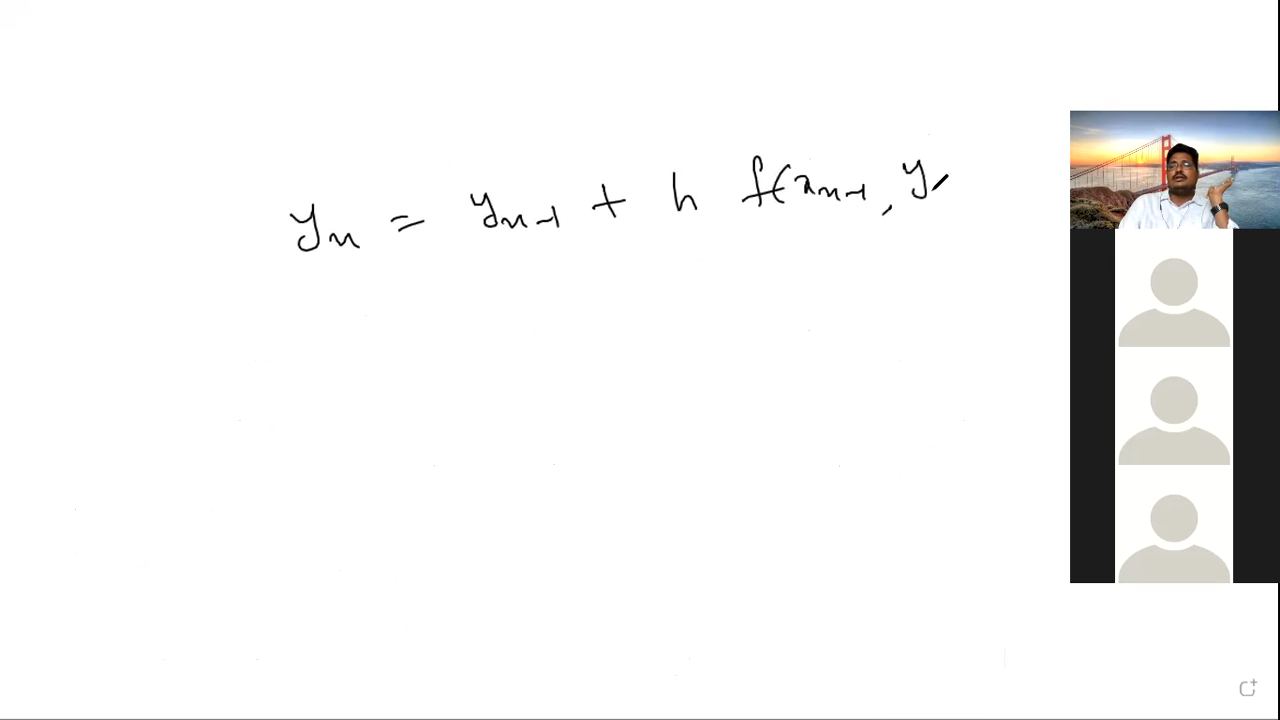 yₙ = yₙ₋₁ + h f(xₙ₋₁, y